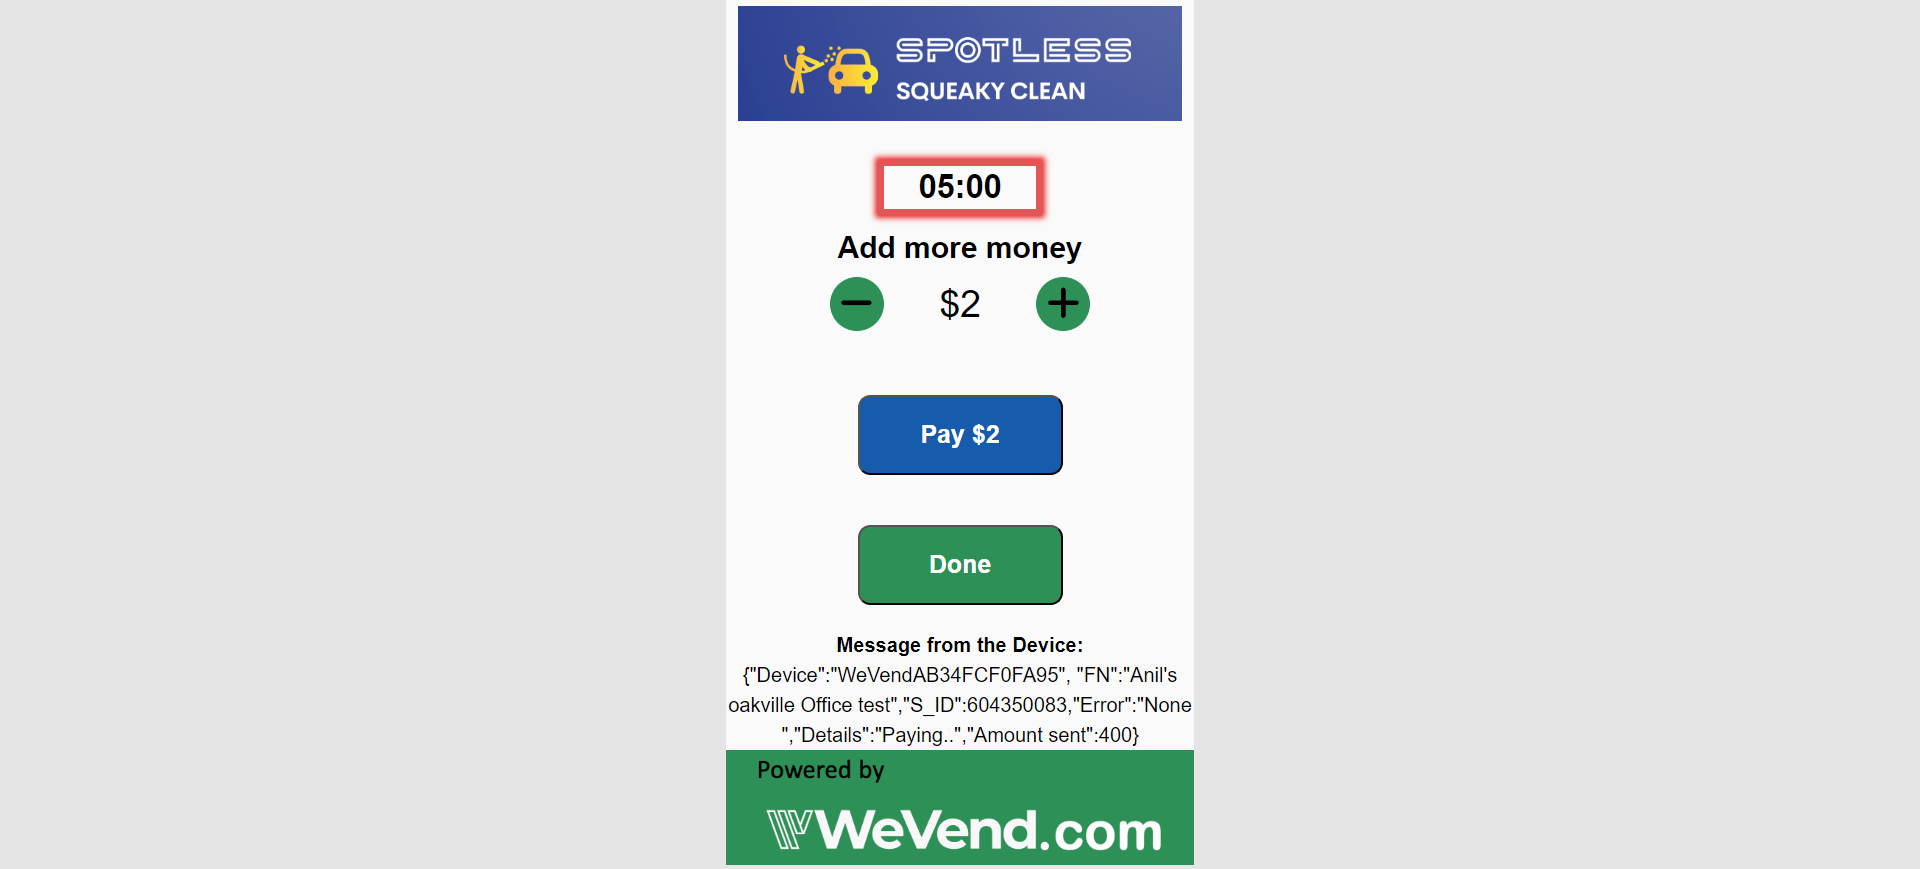 SPOTLESS
SQUEAKY CLEAN
05:00
Add more money
$2
Pay $2
Done
Message from the Device:
{"Device":"WeVendAB34FCF0FA95", "FN":"Anil's
oakville Office test","S_ID":604350083,"Error":"None
","Details":"Paying..","Amount sent":400}
Powered by
WeVend.com